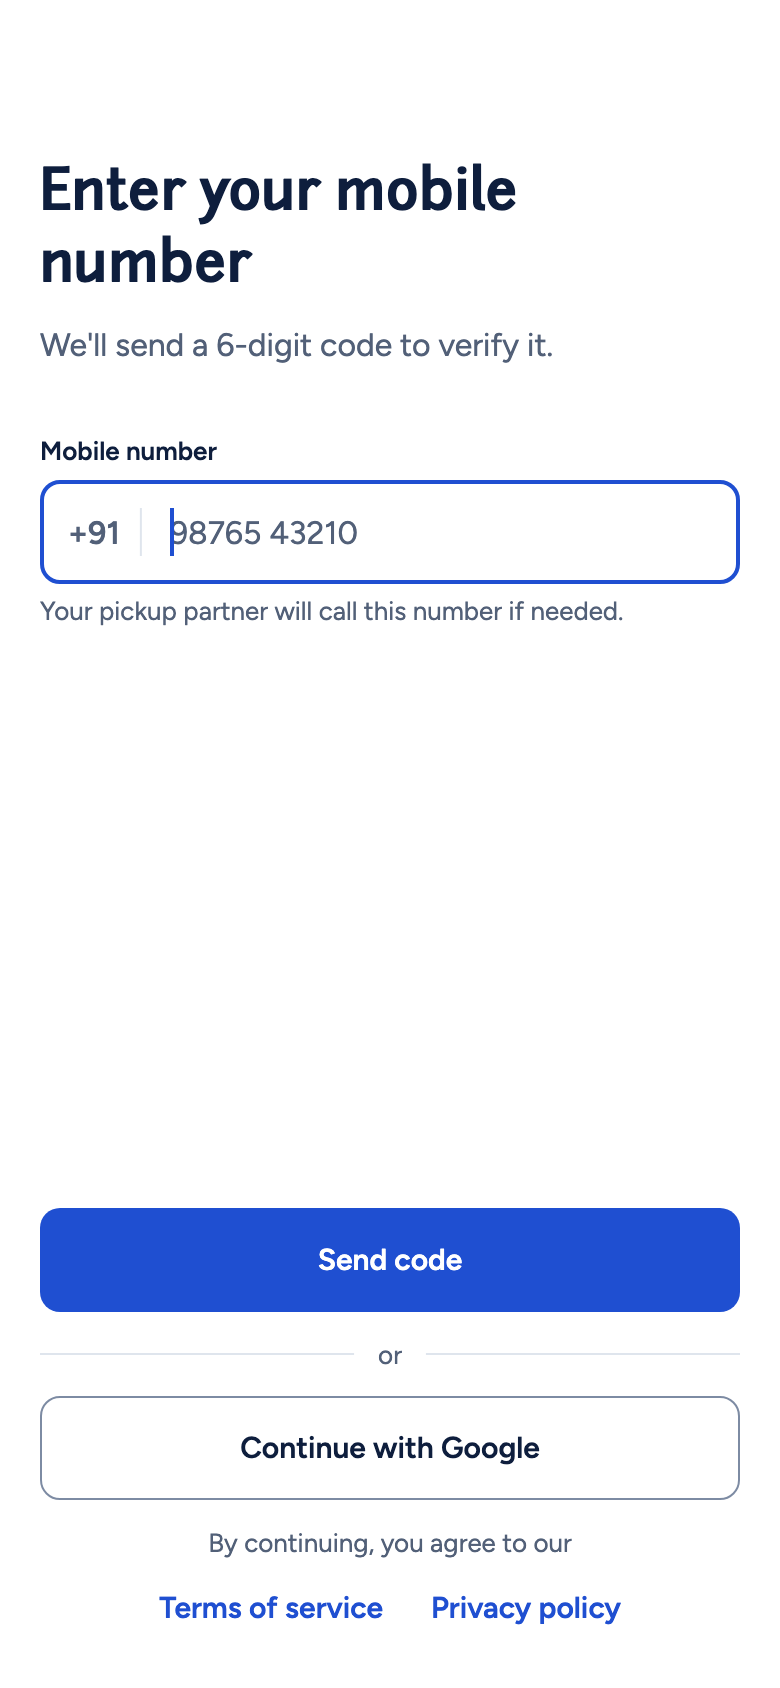 Enter your mobile
number
We'll send a 6-digit code to verify it.
Mobile number
+91 98765 43210
Your pickup partner will call this number if needed.
Send code
or
Continue with Google
By continuing, you agree to our
Terms of service Privacy policy